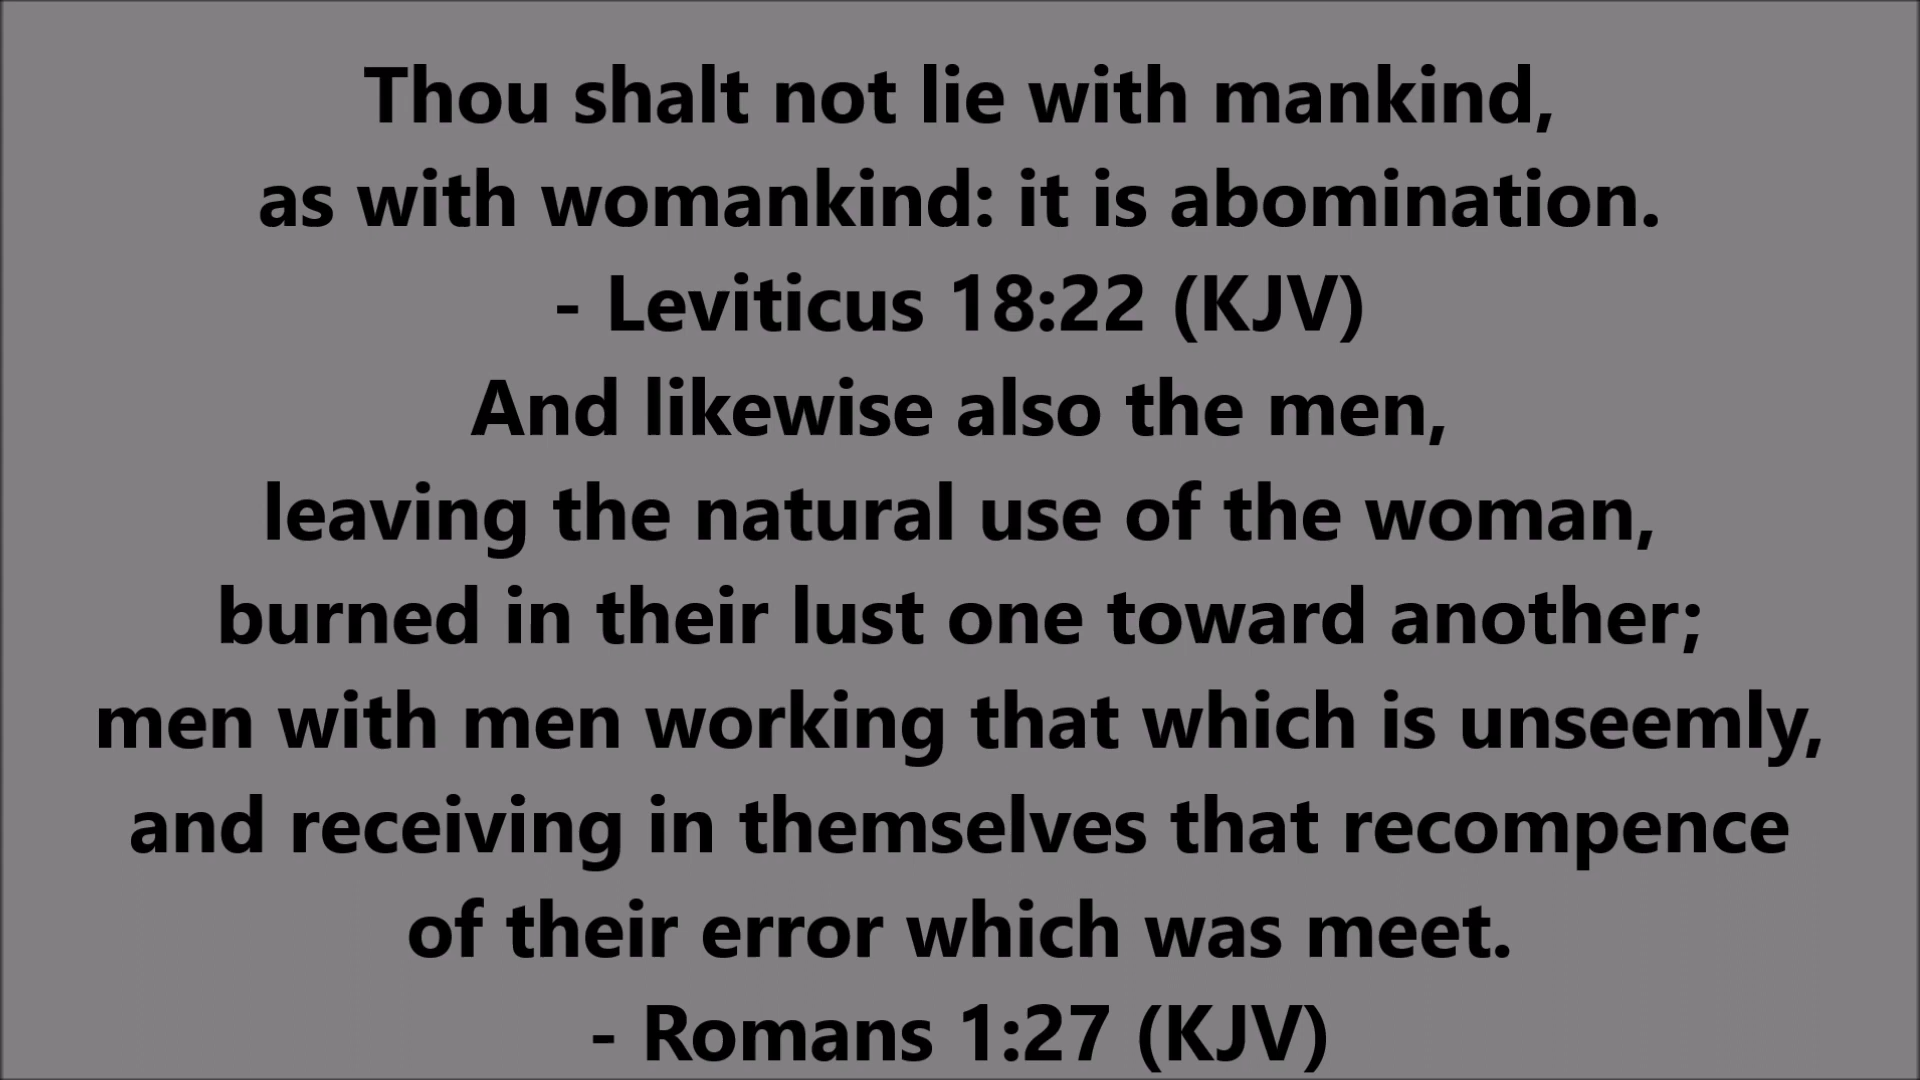 Thou shalt not lie with mankind,
as with womankind: it is abomination.
- Leviticus 18:22 (KJV)
And likewise also the men,
leaving the natural use of the woman,
burned in their lust one toward another;
men with men working that which is unseemly,
and receiving in themselves that recompence
of their error which was meet.
- Romans 1:27 (KJV)